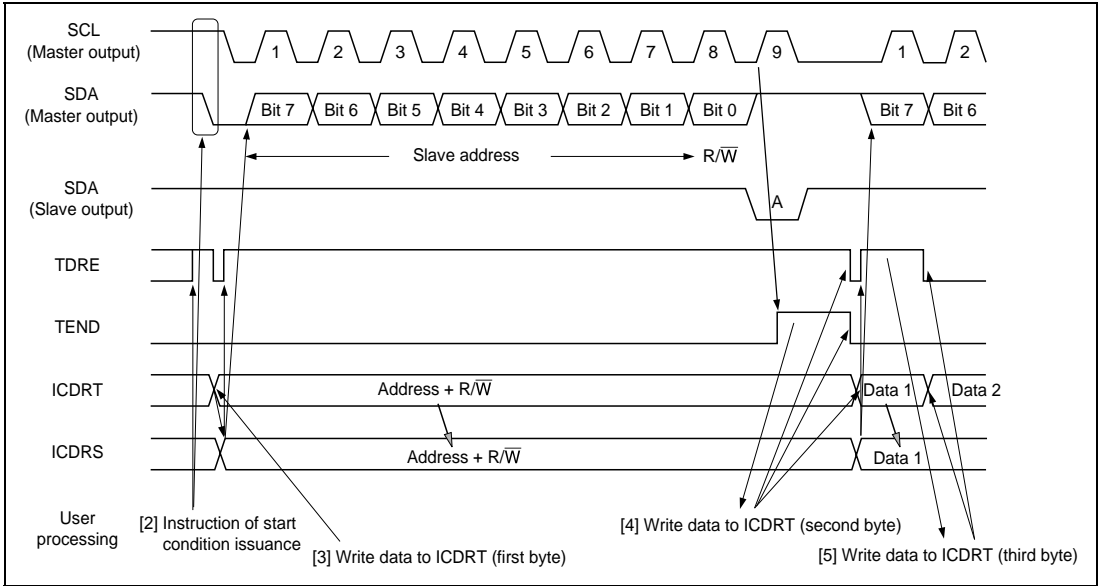 SCL
(Master output)
1 2 3 4 5 6 7 8 9 1 2
SDA
(Master output)
Bit 7 Bit 6 Bit 5 Bit 4 Bit 3 Bit 2 Bit 1 Bit 0 Bit 7 Bit 6
Slave address R/W̅
SDA
(Slave output)
A
TDRE
TEND
ICDRT
Address + R/W̅ Data 1 Data 2
ICDRS
Address + R/W̅ Data 1
User
processing
[2] Instruction of start
condition issuance
[3] Write data to ICDRT (first byte)
[4] Write data to ICDRT (second byte)
[5] Write data to ICDRT (third byte)